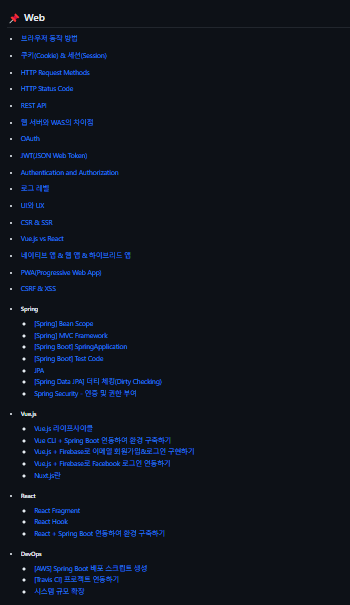 Web
브라우저 동작 방법
쿠키(Cookie) & 세션(Session)
HTTP Request Methods
HTTP Status Code
REST API
웹 서버와 WAS의 차이점
OAuth
JWT(JSON Web Token)
Authentication and Authorization
로그 레벨
UI와 UX
CSR & SSR
Vue.js vs React
네이티브 앱 & 웹 앱 & 하이브리드 앱
PWA(Progressive Web App)
CSRF & XSS
Spring
[Spring] Bean Scope
[Spring] MVC Framework
[Spring Boot] SpringApplication
[Spring Boot] Test Code
JPA
[Spring Data JPA] 더티 체킹(Dirty Checking)
Spring Security - 인증 및 권한 부여
Vue.js
Vue.js 라이프사이클
Vue CLI + Spring Boot 연동하여 환경 구축하기
Vue.js + Firebase로 이메일 회원가입&로그인 구현하기
Vue.js + Firebase로 Facebook 로그인 연동하기
Nuxt.js란
React
React Fragment
React Hook
React + Spring Boot 연동하여 환경 구축하기
DevOps
[AWS] Spring Boot 배포 스크립트 생성
[Travis CI] 프로젝트 연동하기
시스템 규모 확장